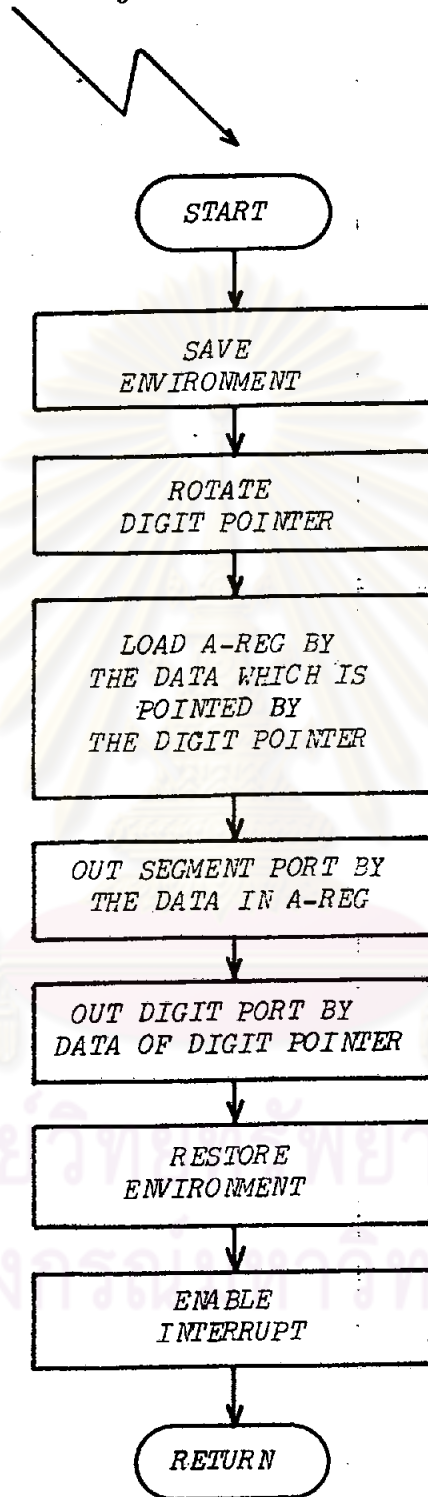 START
SAVE
ENVIRONMENT
ROTATE
DIGIT POINTER
LOAD A-REG BY
THE DATA WHICH IS
POINTED BY
THE DIGIT POINTER
OUT SEGMENT PORT BY
THE DATA IN A-REG
OUT DIGIT PORT BY
DATA OF DIGIT POINTER
RESTORE
ENVIRONMENT
ENABLE
INTERRUPT
RETURN